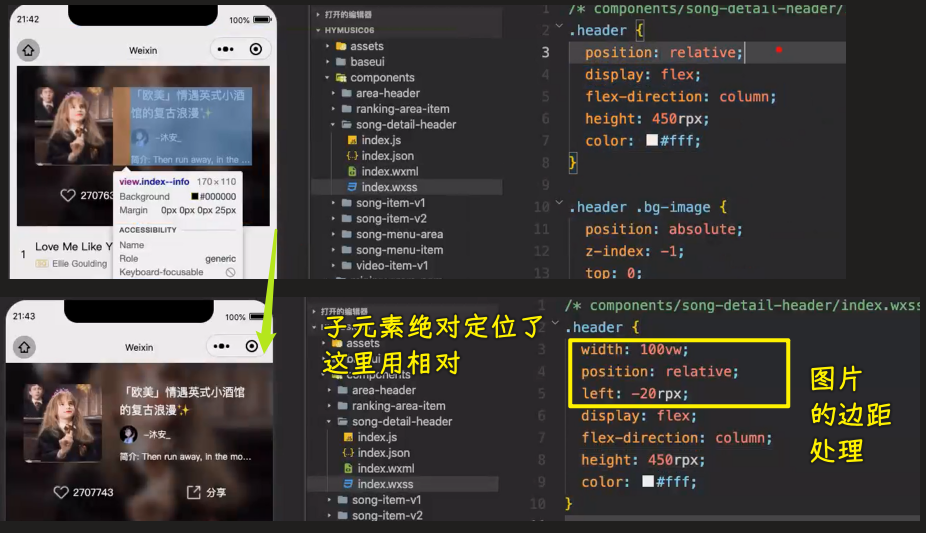 21:42
100%
Weixin
「欧美」情遇英式小酒
馆的复古浪漫✨
~沐安_
简介: Then run away, In the ...
270763
view.index--info 170×110
Background #000000
Margin 0px 0px 0px 25px
ACCESSIBILITY
Name
Role generic
Keyboard-focusable
1
Love Me Like Y
SQ Ellie Goulding
打开的编辑器
HYMUSIC06
assets
baseui
components
area-header
ranking-area-item
song-detail-header
index.js
index.json
index.wxml
index.wxss
song-item-v1
song-item-v2
song-menu-area
song-menu-item
video-item-v1
1 /* components/song-detail-header/
2 .header {
3 position: relative;
4 display: flex;
5 flex-direction: column;
6 height: 450rpx;
7 color: #fff;
8 }
9
10 .header .bg-image {
11 position: absolute;
12 z-index: -1;
13 top: 0;
21:43
100%
Weixin
「欧美」情遇英式小酒馆
的复古浪漫✨
~沐安_
简介: Then run away, In the mo...
2707743
分享
打开的编辑器
子元素绝对定位了
这里用相对
assets
components
area-header
ranking-area-item
song-detail-header
index.js
index.json
index.wxml
index.wxss
song-item-v1
song-item-v2
1 /* components/song-detail-header/index.wxss
2 .header {
3 width: 100vw;
4 position: relative;
5 left: -20rpx;
6 display: flex;
7 flex-direction: column;
8 height: 450rpx;
9 color: #fff;
10 }
图片
的边距
处理